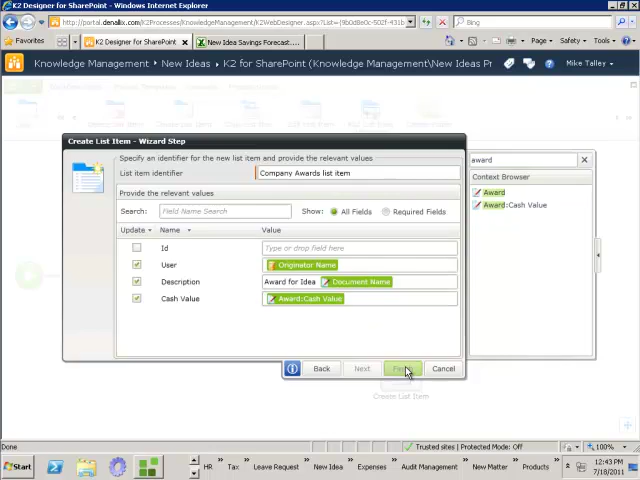 K2 Designer for SharePoint - Windows Internet Explorer
http://portal.denallix.com/K2Processes/KnowledgeManagement/K2WebDesigner.aspx?List={9b0d8e0c-502f-431b
Bing
Favorites K2 Designer for SharePoint New Idea Savings Forecast... Page Safety Tools
Knowledge Management New Ideas K2 for SharePoint (Knowledge Management\New Ideas Pr Mike Talley
Create List Item - Wizard Step
Specify an identifier for the new list item and provide the relevant values
List item identifier Company Awards list item
Provide the relevant values
Search: Field Name Search Show: All Fields Required Fields
Update Name Value
Id Type or drop field here
User Originator Name
Description Award for Idea Document Name
Cash Value Award:Cash Value
Back Next Finish Cancel
award
Context Browser
Award
Award:Cash Value
Create List Item
Done Trusted sites | Protected Mode: Off 100%
Start HR Tax Leave Request New Idea Expenses Audit Management New Matter Products 12:43 PM
7/18/2011